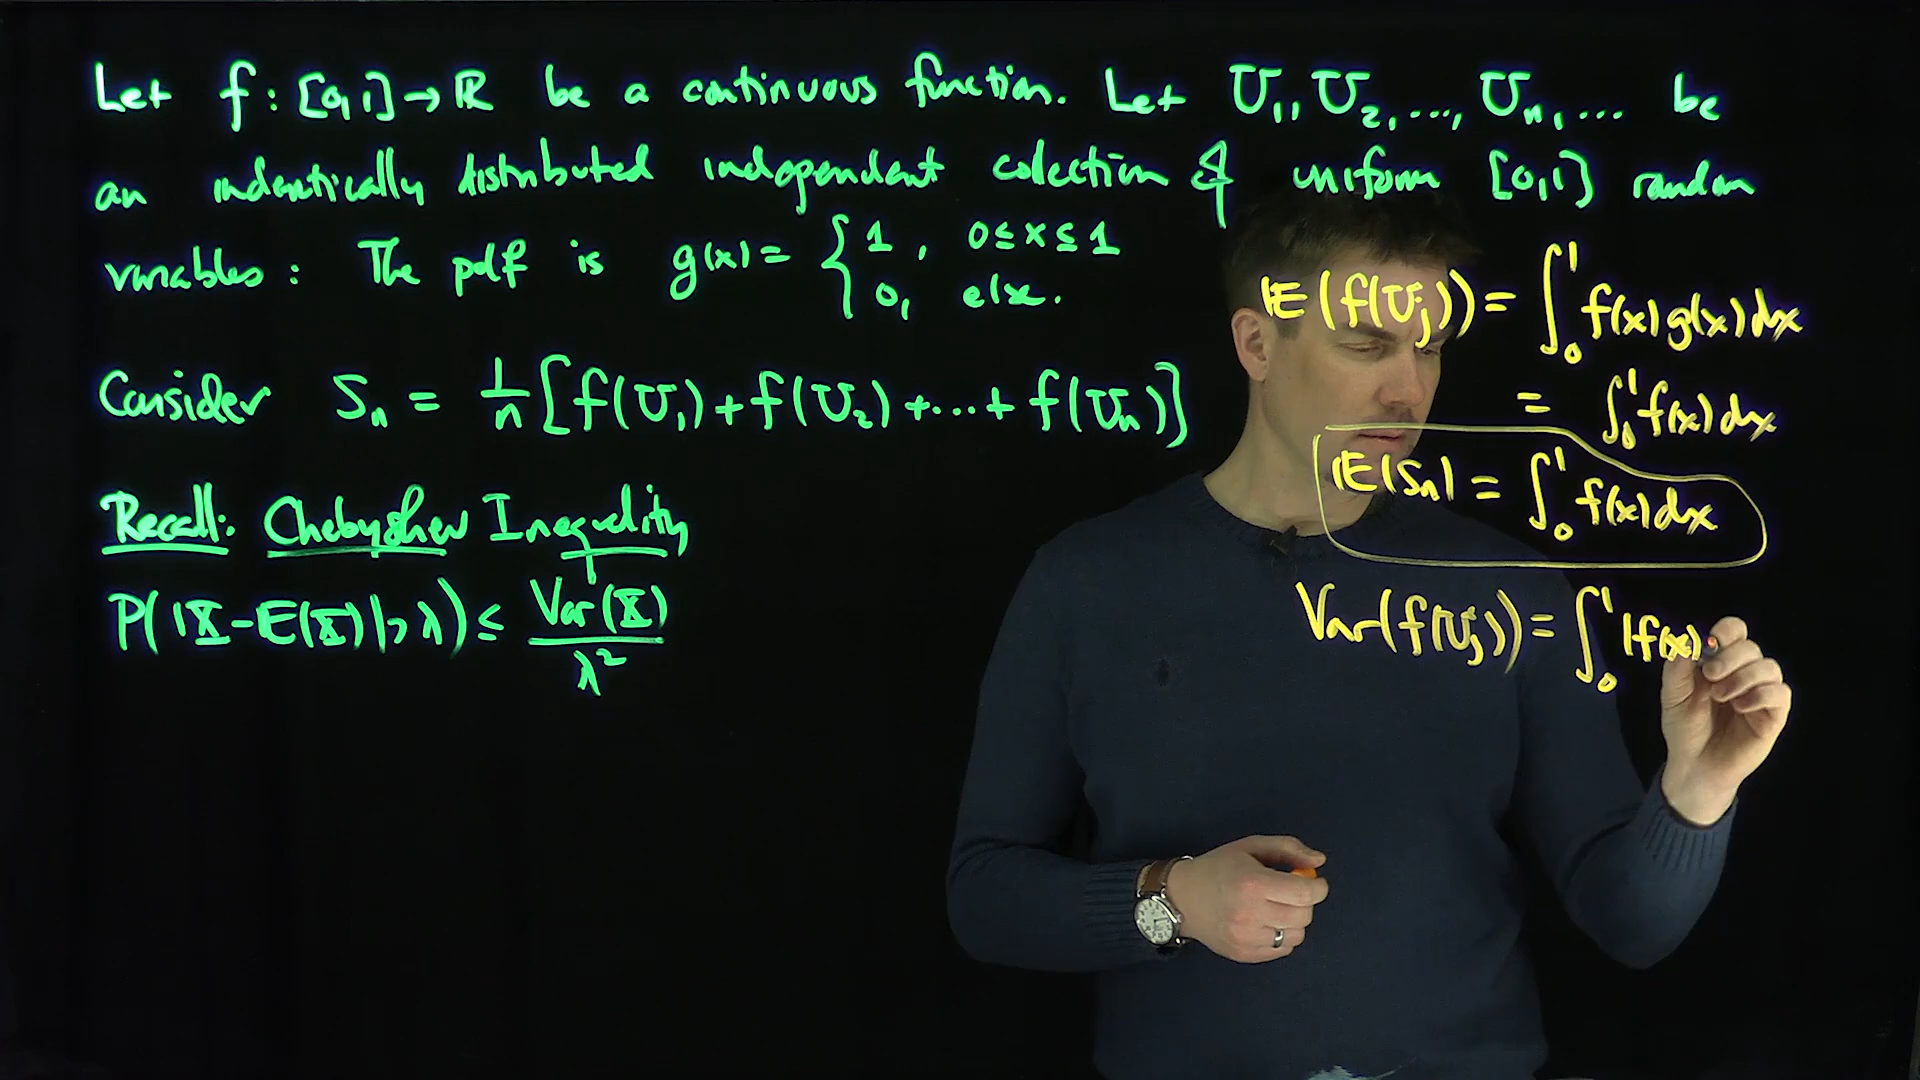 Let f : [0,1] → ℝ be a continuous function. Let U₁, U₂, ..., Uₙ, ... be
an indentically distributed independent collection of uniform [0,1] random
variables : The pdf is g(x) = { 1 , 0 ≤ x ≤ 1
0, else.
Consider Sₙ = 1/n [f(U₁) + f(U₂) + ... + f(Uₙ)]
Recall: Chebyshev Inequality
P( |X - E(X)| > λ) ≤ Var(X)/λ²
E(f(Uⱼ)) = ∫₀¹ f(x) g(x) dx
= ∫₀¹ f(x) dx
E(Sₙ) = ∫₀¹ f(x) dx
Var(f(Uⱼ)) = ∫₀¹ |f(x)